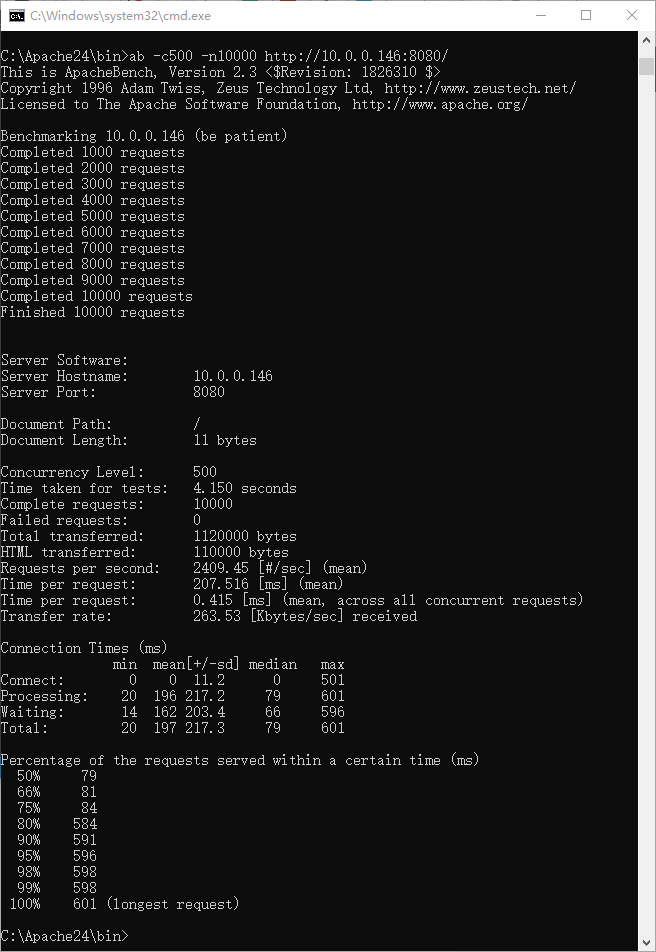 C:\Windows\system32\cmd.exe
C:\Apache24\bin>ab -c500 -n10000 http://10.0.0.146:8080/
This is ApacheBench, Version 2.3 <$Revision: 1826310 $>
Copyright 1996 Adam Twiss, Zeus Technology Ltd, http://www.zeustech.net/
Licensed to The Apache Software Foundation, http://www.apache.org/
Benchmarking 10.0.0.146 (be patient)
Completed 1000 requests
Completed 2000 requests
Completed 3000 requests
Completed 4000 requests
Completed 5000 requests
Completed 6000 requests
Completed 7000 requests
Completed 8000 requests
Completed 9000 requests
Completed 10000 requests
Finished 10000 requests
Server Software:
Server Hostname:        10.0.0.146
Server Port:            8080
Document Path:          /
Document Length:        11 bytes
Concurrency Level:      500
Time taken for tests:   4.150 seconds
Complete requests:      10000
Failed requests:        0
Total transferred:      1120000 bytes
HTML transferred:       110000 bytes
Requests per second:    2409.45 [#/sec] (mean)
Time per request:       207.516 [ms] (mean)
Time per request:       0.415 [ms] (mean, across all concurrent requests)
Transfer rate:          263.53 [Kbytes/sec] received
Connection Times (ms)
              min  mean[+/-sd] median   max
Connect:        0    0  11.2      0     501
Processing:    20  196 217.2     79     601
Waiting:       14  162 203.4     66     596
Total:         20  197 217.3     79     601
Percentage of the requests served within a certain time (ms)
  50%     79
  66%     81
  75%     84
  80%    584
  90%    591
  95%    596
  98%    598
  99%    598
 100%    601 (longest request)
C:\Apache24\bin>